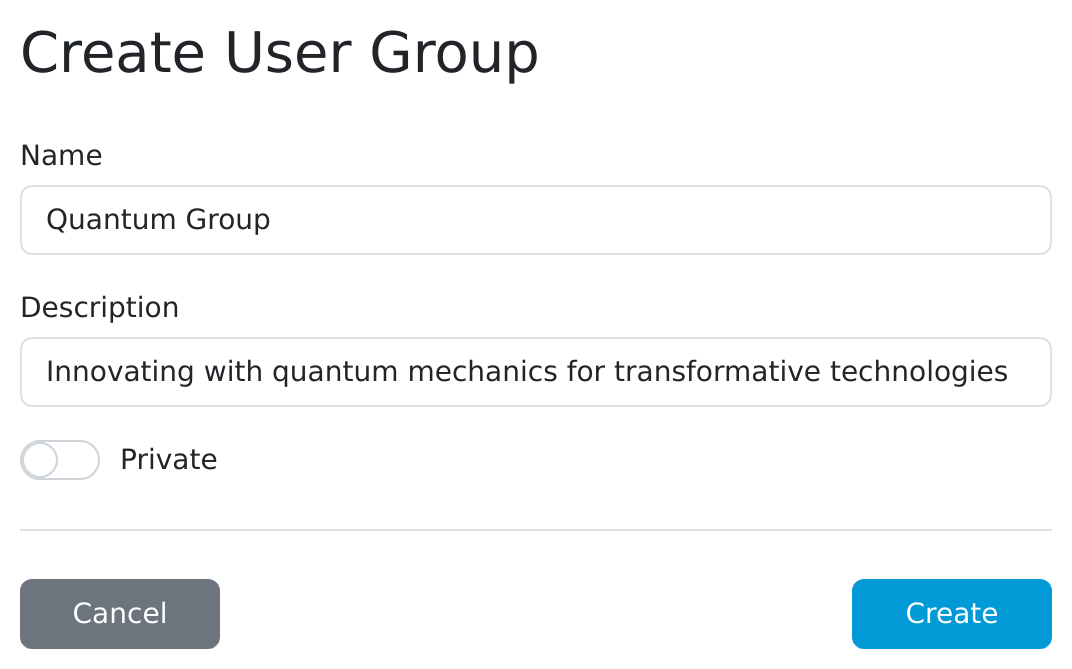 Create User Group
Name
Quantum Group
Description
Innovating with quantum mechanics for transformative technologies
Private
Cancel
Create